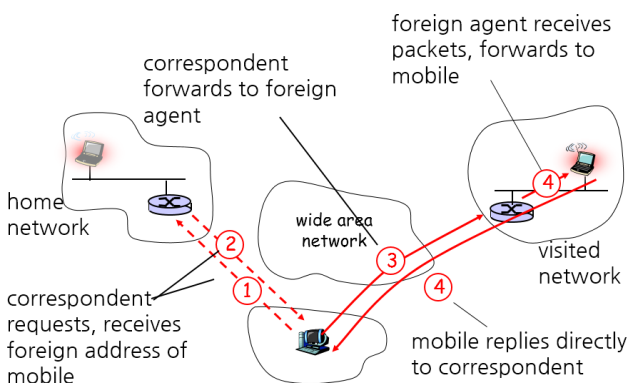 foreign agent receives
packets, forwards to
mobile
correspondent
forwards to foreign
agent
home
network
wide area
network
visited
network
1
2
3
4
4
correspondent
requests, receives
foreign address of
mobile
mobile replies directly
to correspondent